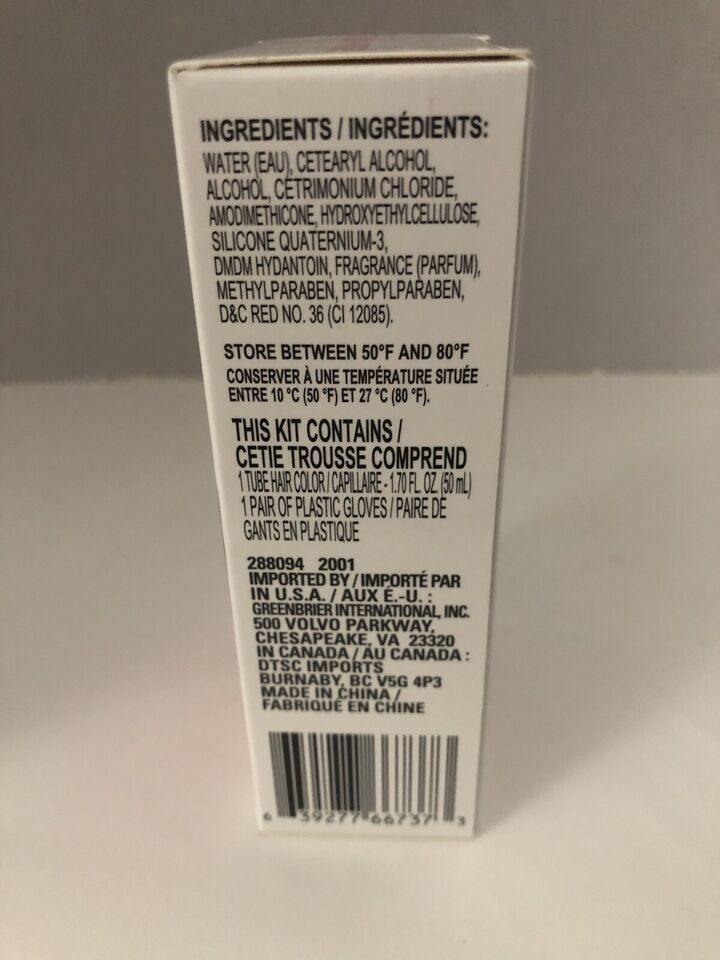 INGREDIENTS / INGRÉDIENTS:
WATER (EAU), CETEARYL ALCOHOL,
ALCOHOL, CETRIMONIUM CHLORIDE,
AMODIMETHICONE, HYDROXYETHYLCELLULOSE,
SILICONE QUATERNIUM-3,
DMDM HYDANTOIN, FRAGRANCE (PARFUM),
METHYLPARABEN, PROPYLPARABEN,
D&C RED NO. 36 (CI 12085).
STORE BETWEEN 50°F AND 80°F
CONSERVER À UNE TEMPÉRATURE SITUÉE
ENTRE 10 °C (50 °F) ET 27 °C (80 °F).
THIS KIT CONTAINS /
CETIE TROUSSE COMPREND
1 TUBE HAIR COLOR / CAPILLAIRE - 1.70 FL. OZ. (50 mL)
1 PAIR OF PLASTIC GLOVES / PAIRE DE
GANTS EN PLASTIQUE
288094 2001
IMPORTED BY / IMPORTÉ PAR
IN U.S.A. / AUX É.-U. :
GREENBRIER INTERNATIONAL, INC.
500 VOLVO PARKWAY,
CHESAPEAKE, VA 23320
IN CANADA / AU CANADA :
DTSC IMPORTS
BURNABY, BC V5G 4P3
MADE IN CHINA /
FABRIQUÉ EN CHINE
6 39277 66737 3